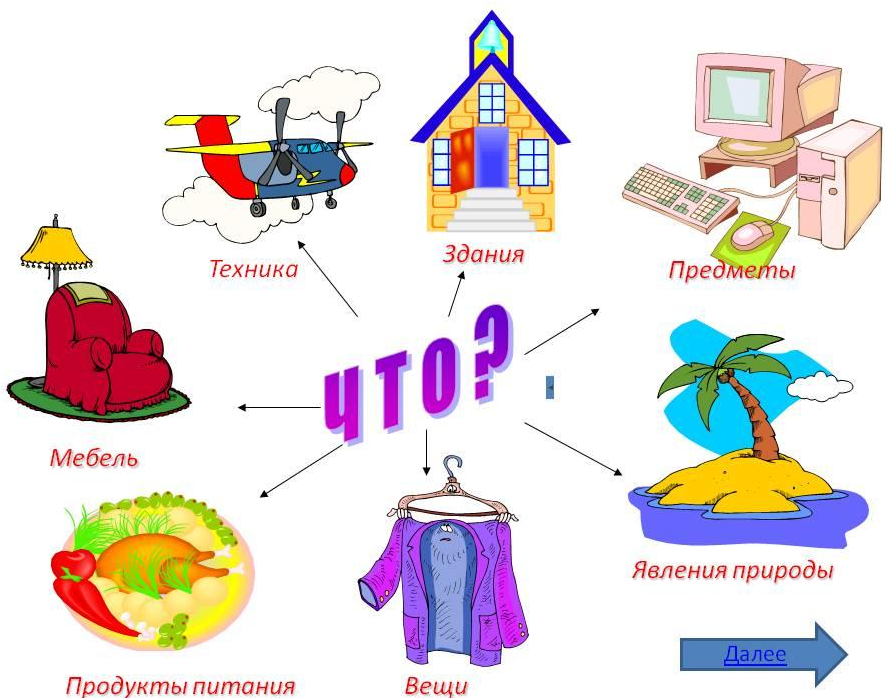 Здания
Техника
Предметы
ЧТО?
Мебель
Явления природы
Далее
Продукты питания
Вещи